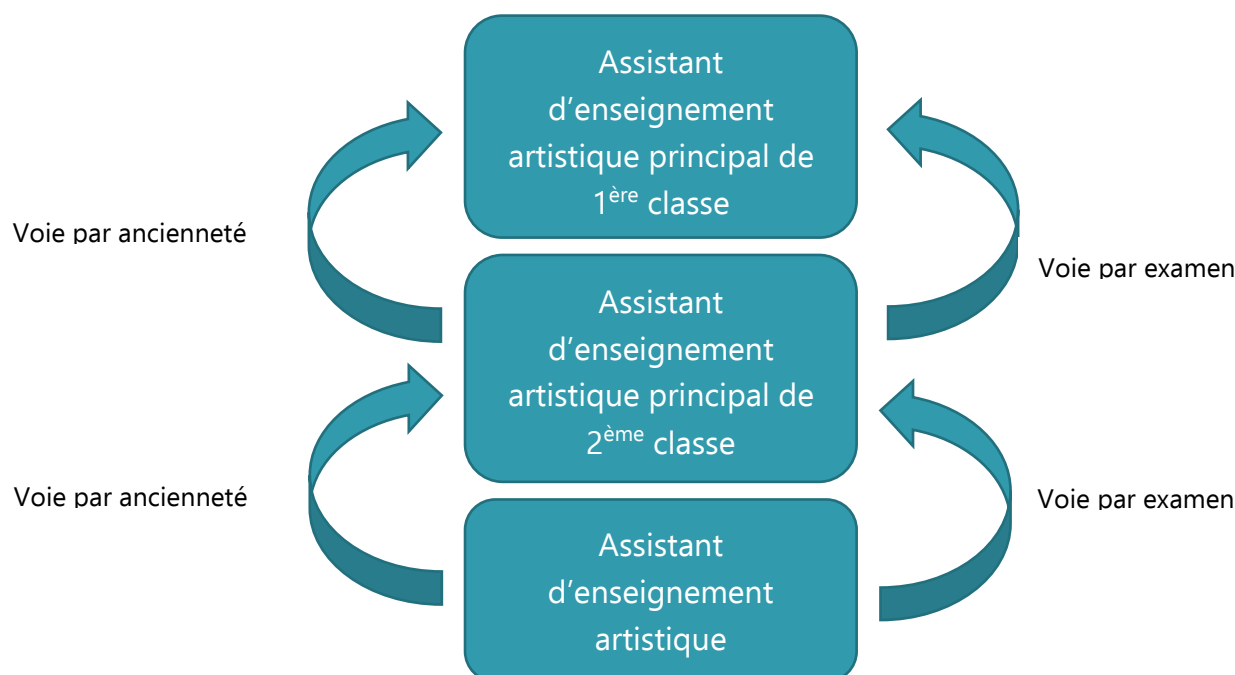 Assistant
d’enseignement
artistique principal de
1ère classe
Voie par ancienneté
Voie par examen
Assistant
d’enseignement
artistique principal de
2ème classe
Voie par ancienneté
Voie par examen
Assistant
d’enseignement
artistique